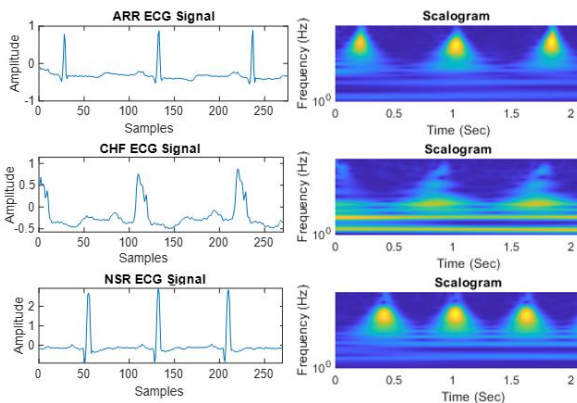 ARR ECG Signal
Amplitude
1
0
-1
0 50 100 150 200 250
Samples
Scalogram
Frequency (Hz)
10⁰
0 0.5 1 1.5 2
Time (Sec)
CHF ECG Signal
Amplitude
1
0.5
0
-0.5
0 50 100 150 200 250
Samples
Scalogram
Frequency (Hz)
10⁰
0 0.5 1 1.5 2
Time (Sec)
NSR ECG Signal
Amplitude
2
1
0
0 50 100 150 200 250
Samples
Scalogram
Frequency (Hz)
10⁰
0 0.5 1 1.5 2
Time (Sec)